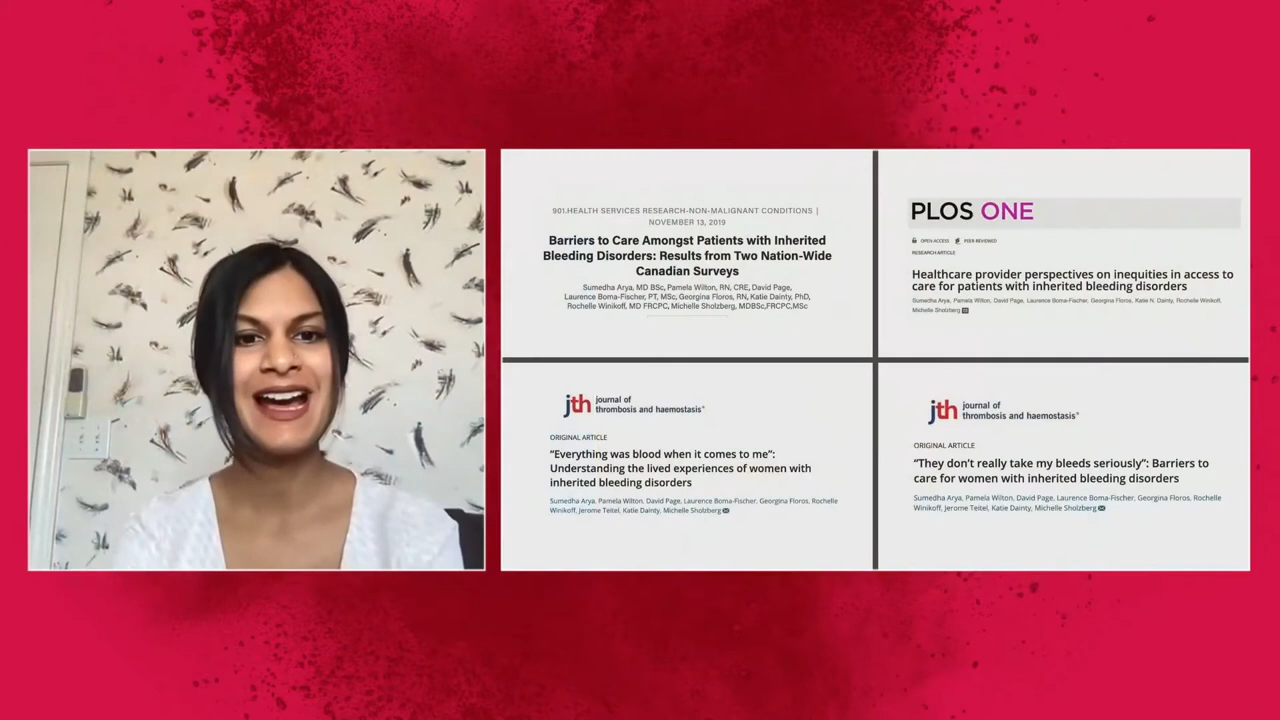 901.HEALTH SERVICES RESEARCH-NON-MALIGNANT CONDITIONS |
NOVEMBER 13, 2019
Barriers to Care Amongst Patients with Inherited
Bleeding Disorders: Results from Two Nation-Wide
Canadian Surveys
Sumedha Arya, MD BSc, Pamela Wilton, RN, CRE, David Page,
Laurence Boma-Fischer, PT, MSc, Georgina Floros, RN, Katie Dainty, PhD,
Rochelle Winikoff, MD FRCPC, Michelle Sholzberg, MDBSc,FRCPC,MSc
PLOS ONE
OPEN ACCESS PEER-REVIEWED
RESEARCH ARTICLE
Healthcare provider perspectives on inequities in access to
care for patients with inherited bleeding disorders
Sumedha Arya, Pamela Wilton, David Page, Laurence Boma-Fischer, Georgina Floros, Katie N. Dainty, Rochelle Winikoff,
Michelle Sholzberg
jth journal of
thrombosis and haemostasis
ORIGINAL ARTICLE
“Everything was blood when it comes to me”:
Understanding the lived experiences of women with
inherited bleeding disorders
Sumedha Arya, Pamela Wilton, David Page, Laurence Boma-Fischer, Georgina Floros, Rochelle
Winikoff, Jerome Teitel, Katie Dainty, Michelle Sholzberg
jth journal of
thrombosis and haemostasis
ORIGINAL ARTICLE
“They don’t really take my bleeds seriously”: Barriers to
care for women with inherited bleeding disorders
Sumedha Arya, Pamela Wilton, David Page, Laurence Boma-Fischer, Georgina Floros, Rochelle
Winikoff, Jerome Teitel, Katie Dainty, Michelle Sholzberg